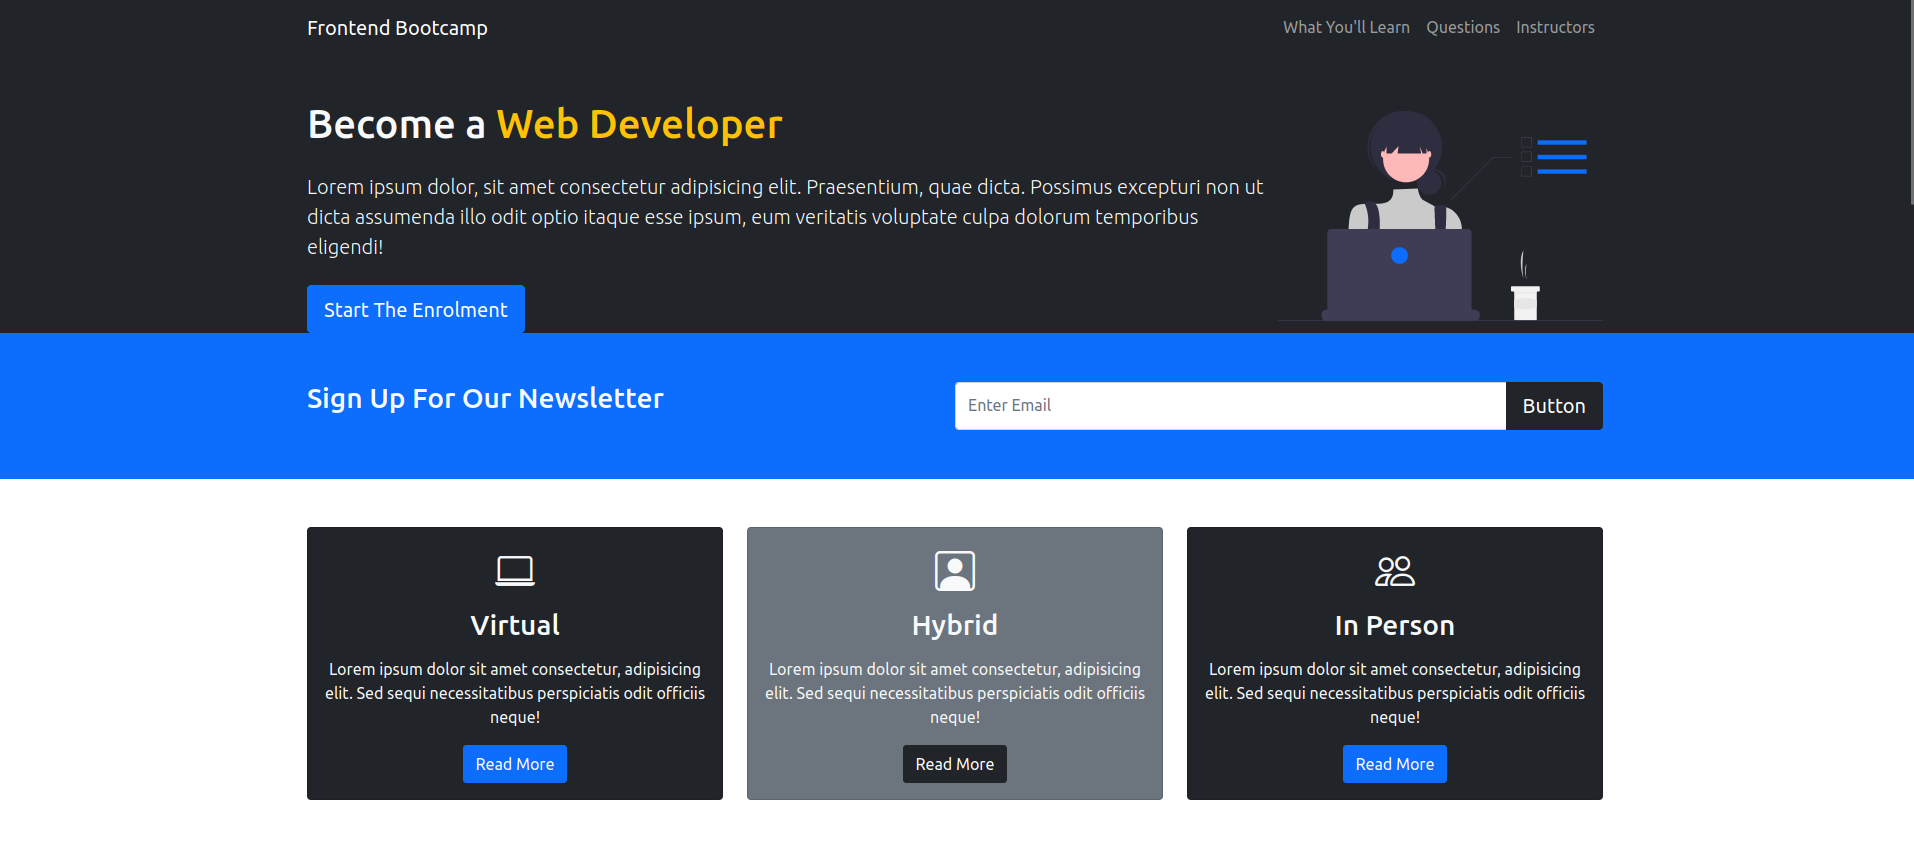 Frontend Bootcamp
What You'll Learn Questions Instructors
Become a Web Developer
Lorem ipsum dolor, sit amet consectetur adipisicing elit. Praesentium, quae dicta. Possimus excepturi non ut
dicta assumenda illo odit optio itaque esse ipsum, eum veritatis voluptate culpa dolorum temporibus
eligendi!
Start The Enrolment
Sign Up For Our Newsletter
Enter Email
Button
Virtual
Lorem ipsum dolor sit amet consectetur, adipisicing
elit. Sed sequi necessitatibus perspiciatis odit officiis
neque!
Read More
Hybrid
Lorem ipsum dolor sit amet consectetur, adipisicing
elit. Sed sequi necessitatibus perspiciatis odit officiis
neque!
Read More
In Person
Lorem ipsum dolor sit amet consectetur, adipisicing
elit. Sed sequi necessitatibus perspiciatis odit officiis
neque!
Read More